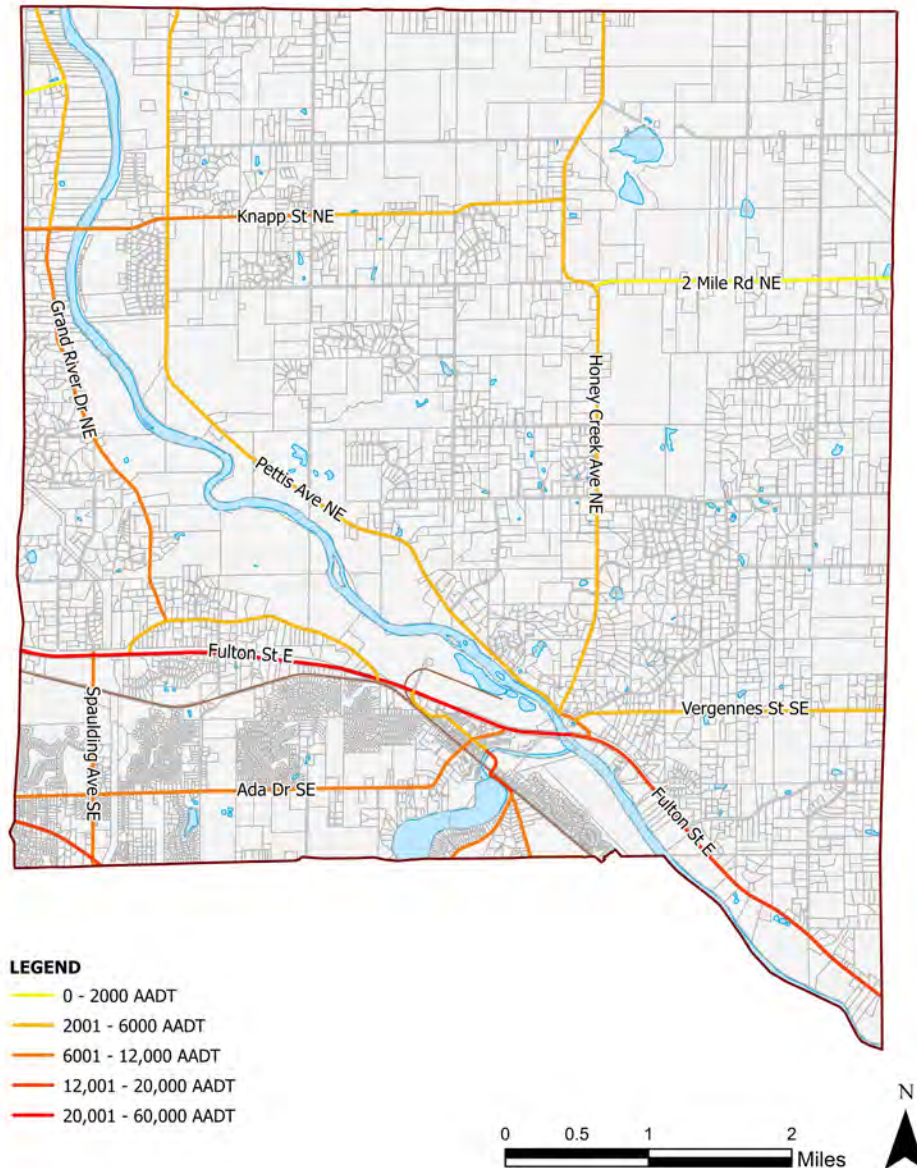 Knapp St NE
2 Mile Rd NE
Grand River Dr NE
Honey Creek Ave NE
Pettis Ave NE
Fulton St E
Spaulding Ave SE
Vergennes St SE
Ada Dr SE
Fulton St E
LEGEND
0 - 2000 AADT
2001 - 6000 AADT
6001 - 12,000 AADT
12,001 - 20,000 AADT
20,001 - 60,000 AADT
N
0 0.5 1 2
Miles